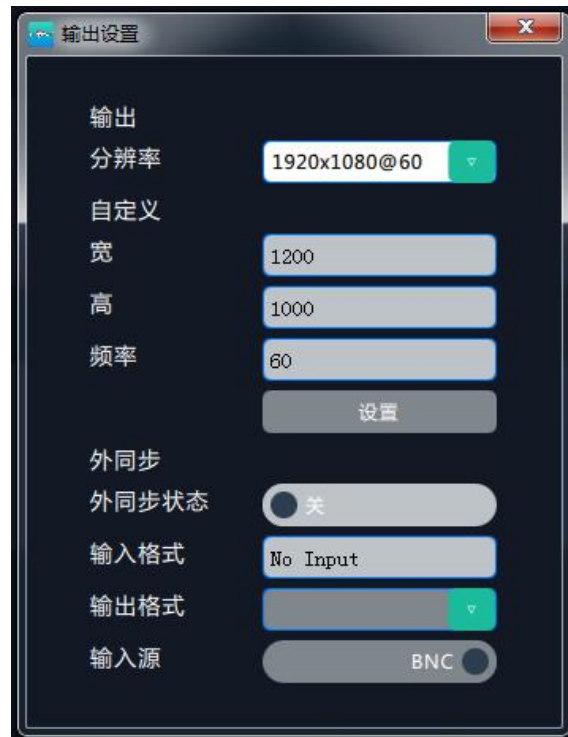 输出设置
输出
分辨率 1920x1080@60
自定义
宽 1200
高 1000
频率 60
设置
外同步
外同步状态 关
输入格式 No Input
输出格式
输入源 BNC